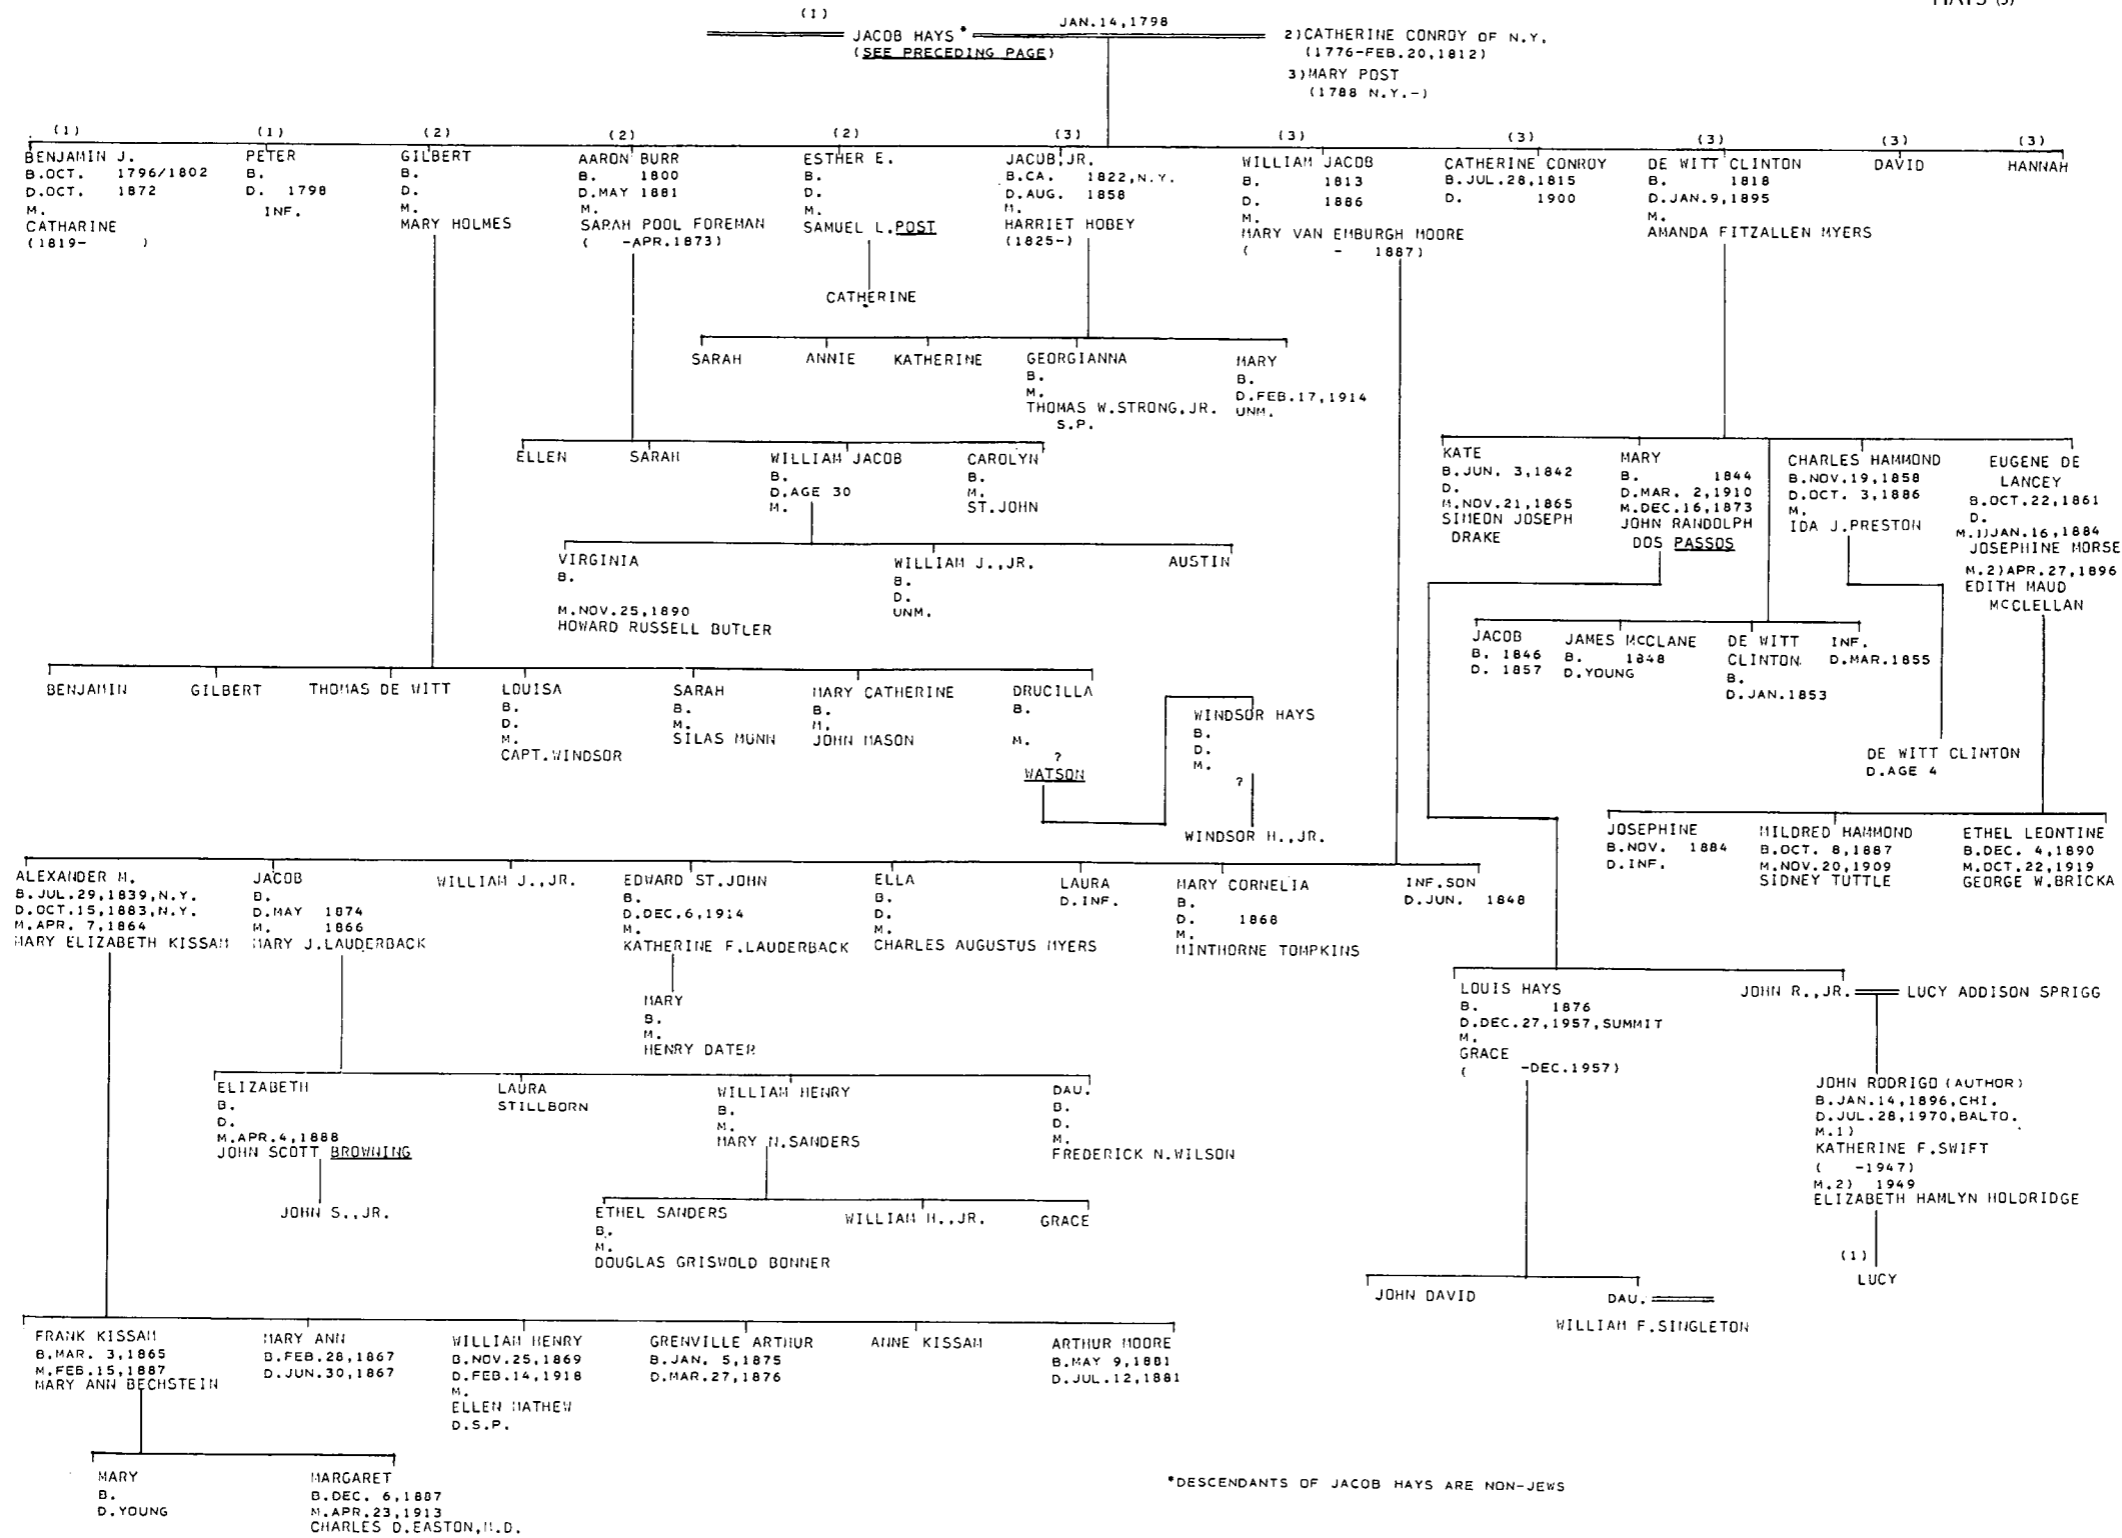 HAYS (3)
(1)
JACOB HAYS *
(SEE PRECEDING PAGE)
JAN.14,1798
2)CATHERINE CONROY OF N.Y.
(1776-FEB.20,1812)
3)MARY POST
(1788 N.Y.-)
(1)
BENJAMIN J.
B.OCT. 1796/1802
D.OCT. 1872
M.
CATHARINE
(1819- )
(1)
PETER
B.
D. 1798
INF.
(2)
GILBERT
B.
D.
M.
MARY HOLMES
(2)
AARON BURR
B. 1800
D.MAY 1881
M.
SARAH POOL FOREMAN
( -APR.1873)
(2)
ESTHER E.
B.
D.
M.
SAMUEL L.POST
CATHERINE
(3)
JACOB,JR.
B.CA. 1822,N.Y.
D.AUG. 1858
M.
HARRIET HOBEY
(1825-)
(3)
WILLIAM JACOB
B. 1813
D. 1886
M.
MARY VAN EMBURGH MOORE
( - 1887)
(3)
CATHERINE CONROY
B.JUL.28,1815
D. 1900
(3)
DE WITT CLINTON
B. 1818
D.JAN.9,1895
M.
AMANDA FITZALLEN MYERS
(3)
DAVID
(3)
HANNAH
SARAH
ANNIE
KATHERINE
GEORGIANNA
B.
M.
THOMAS W.STRONG,JR.
S.P.
MARY
B.
D.FEB.17,1914
UNM.
ELLEN
SARAH
WILLIAM JACOB
B.
D.AGE 30
M.
CAROLYN
B.
M.
ST.JOHN
KATE
B.JUN. 3,1842
D.
M.NOV.21,1865
SIMEON JOSEPH
DRAKE
MARY
B. 1844
D.MAR. 2,1910
M.DEC.16,1873
JOHN RANDOLPH
DOS PASSOS
CHARLES HAMMOND
B.NOV.19,1858
D.OCT. 3,1886
M.
IDA J.PRESTON
EUGENE DE
LANCEY
B.OCT.22,1861
D.
M.1)JAN.16,1884
JOSEPHINE MORSE
M.2)APR.27,1896
EDITH MAUD
MCCLELLAN
VIRGINIA
B.
M.NOV.25,1890
HOWARD RUSSELL BUTLER
WILLIAM J.,JR.
B.
D.
UNM.
AUSTIN
JACOB
B. 1846
D. 1857
JAMES MCCLANE
B. 1848
D.YOUNG
DE WITT
CLINTON
B.
D.JAN.1853
INF.
D.MAR.1855
BENJAMIN
GILBERT
THOMAS DE WITT
LOUISA
B.
D.
M.
CAPT.WINDSOR
SARAH
B.
M.
SILAS MUNN
MARY CATHERINE
B.
M.
JOHN MASON
DRUCILLA
B.
M.
?
WATSON
WINDSOR HAYS
B.
D.
M.
?
WINDSOR H.,JR.
DE WITT CLINTON
D.AGE 4
JOSEPHINE
B.NOV. 1884
D.INF.
MILDRED HAMMOND
B.OCT. 8,1887
M.NOV.20,1909
SIDNEY TUTTLE
ETHEL LEONTINE
B.DEC. 4,1890
M.OCT.22,1919
GEORGE W.BRICKA
ALEXANDER M.
B.JUL.29,1839,N.Y.
D.OCT.15,1883,N.Y.
M.APR. 7,1864
MARY ELIZABETH KISSAM
JACOB
B.
D.MAY 1874
M. 1866
MARY J.LAUDERBACK
WILLIAM J.,JR.
EDWARD ST.JOHN
B.
D.DEC.6,1914
M.
KATHERINE F.LAUDERBACK
ELLA
B.
D.
M.
CHARLES AUGUSTUS MYERS
LAURA
D.INF.
MARY CORNELIA
B.
D. 1868
M.
MINTHORNE TOMPKINS
INF.SON
D.JUN. 1848
MARY
B.
M.
HENRY DATER
LOUIS HAYS
B. 1876
D.DEC.27,1957,SUMMIT
M.
GRACE
( -DEC.1957)
JOHN R.,JR.
LUCY ADDISON SPRIGG
ELIZABETH
B.
D.
M.APR.4,1888
JOHN SCOTT BROWNING
LAURA
STILLBORN
WILLIAM HENRY
B.
M.
MARY N.SANDERS
DAU.
B.
D.
M.
FREDERICK N.WILSON
JOHN RODRIGO (AUTHOR)
B.JAN.14,1896,CHI.
D.JUL.28,1970,BALTO.
M.1)
KATHERINE F.SWIFT
( -1947)
M.2) 1949
ELIZABETH HAMLYN HOLDRIDGE
JOHN S.,JR.
ETHEL SANDERS
B.
M.
DOUGLAS GRISWOLD BONNER
WILLIAM H.,JR.
GRACE
(1)
LUCY
JOHN DAVID
DAU.
WILLIAM F.SINGLETON
FRANK KISSAM
B.MAR. 3,1865
M.FEB.15,1887
MARY ANN BECHSTEIN
MARY ANN
B.FEB.28,1867
D.JUN.30,1867
WILLIAM HENRY
B.NOV.25,1869
D.FEB.14,1918
M.
ELLEN MATHEW
D.S.P.
GRENVILLE ARTHUR
B.JAN. 5,1875
D.MAR.27,1876
ANNE KISSAM
ARTHUR MOORE
B.MAY 9,1881
D.JUL.12,1881
MARY
B.
D.YOUNG
MARGARET
B.DEC. 6,1887
M.APR.23,1913
CHARLES D.EASTON,M.D.
*DESCENDANTS OF JACOB HAYS ARE NON-JEWS